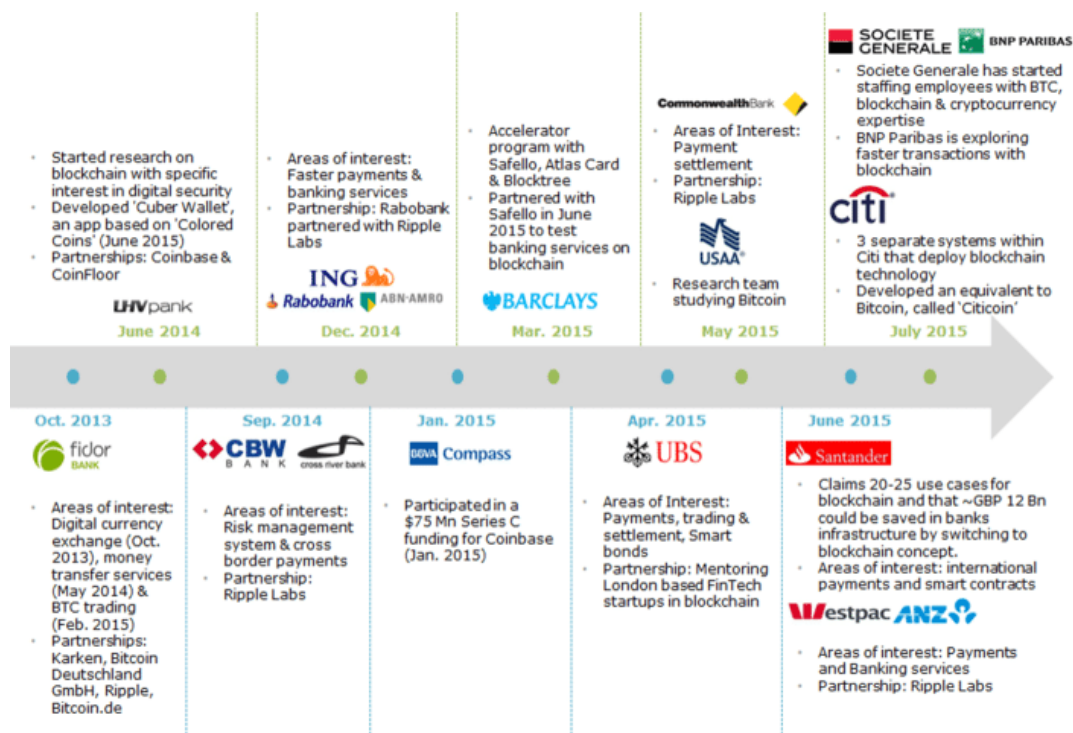 SOCIETE
GENERALE
BNP PARIBAS
Societe Generale has started
staffing employees with BTC,
blockchain & cryptocurrency
expertise
BNP Paribas is exploring
faster transactions with
blockchain
citi
3 separate systems within
Citi that deploy blockchain
technology
Developed an equivalent to
Bitcoin, called 'Citicoin'
July 2015
CommonwealthBank
Areas of Interest:
Payment
settlement
Partnership:
Ripple Labs
USAA®
Research team
studying Bitcoin
May 2015
Accelerator
program with
Safello, Atlas Card
& Blocktree
Partnered with
Safello in June
2015 to test
banking services on
blockchain
BARCLAYS
Mar. 2015
Areas of interest:
Faster payments &
banking services
Partnership: Rabobank
partnered with Ripple
Labs
ING
Rabobank
ABN·AMRO
Dec. 2014
Started research on
blockchain with specific
interest in digital security
Developed 'Cuber Wallet',
an app based on 'Colored
Coins' (June 2015)
Partnerships: Coinbase &
CoinFloor
LHVpank
June 2014
Oct. 2013
fidor
BANK
Areas of interest:
Digital currency
exchange (Oct.
2013), money
transfer services
(May 2014) &
BTC trading
(Feb. 2015)
Partnerships:
Karken, Bitcoin
Deutschland
GmbH, Ripple,
Bitcoin.de
Sep. 2014
CBW
BANK
cross river bank
Areas of interest:
Risk management
system & cross
border payments
Partnership:
Ripple Labs
Jan. 2015
BBVA Compass
Participated in a
$75 Mn Series C
funding for Coinbase
(Jan. 2015)
Apr. 2015
UBS
Areas of Interest:
Payments, trading &
settlement, Smart
bonds
Partnership: Mentoring
London based FinTech
startups in blockchain
June 2015
Santander
Claims 20-25 use cases for
blockchain and that ~GBP 12 Bn
could be saved in banks
infrastructure by switching to
blockchain concept.
Areas of interest: international
payments and smart contracts
Westpac
ANZ
Areas of interest: Payments
and Banking services
Partnership: Ripple Labs